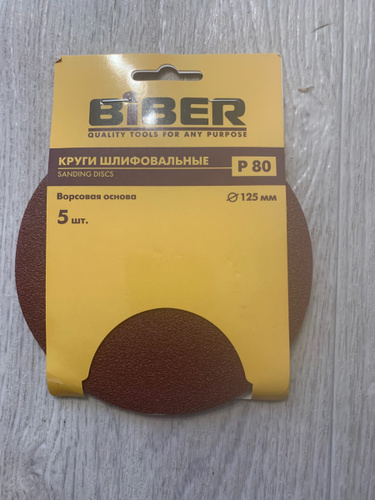 BiBER
QUALITY TOOLS FOR ANY PURPOSE
КРУГИ ШЛИФОВАЛЬНЫЕ
SANDING DISCS
P 80
Ворсовая основа
Ø 125 мм
5 шт.